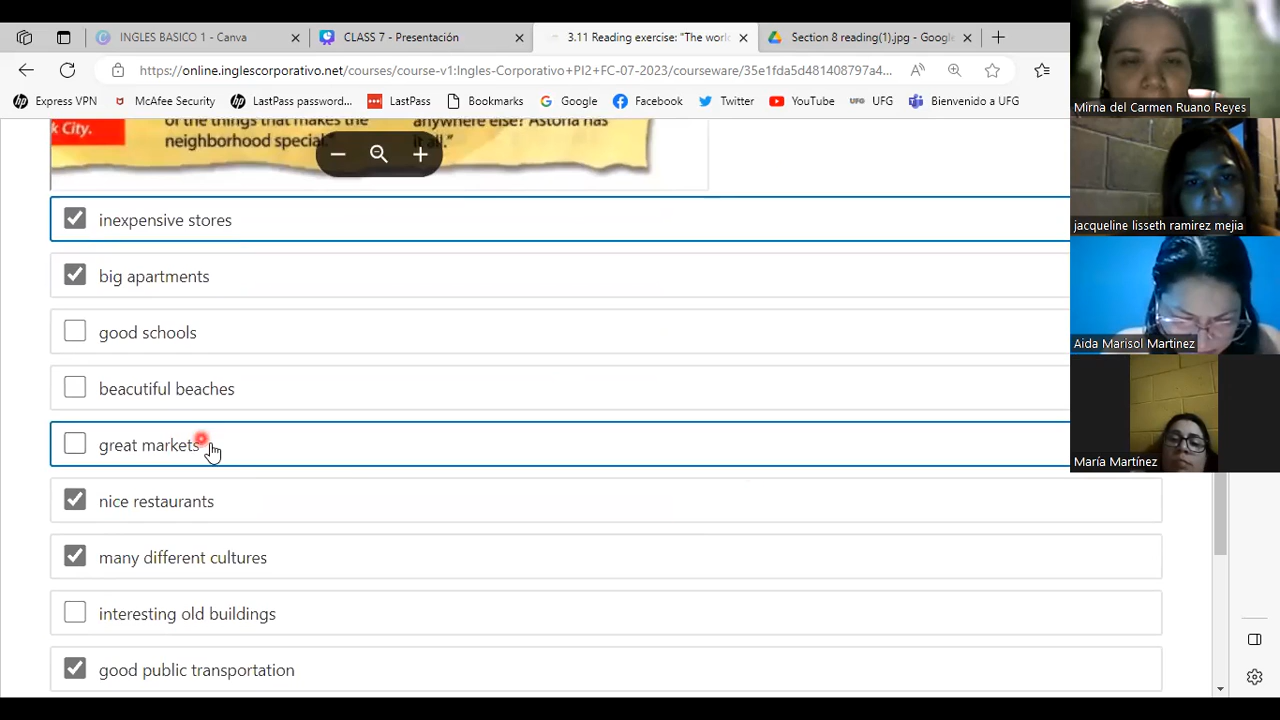 INGLES BASICO 1 - Canva
CLASS 7 - Presentación
3.11 Reading exercise: "The worl
Section 8 reading(1).jpg - Google
https://online.inglescorporativo.net/courses/course-v1:Ingles-Corporativo+PI2+FC-07-2023/courseware/35e1fda5d481408797a4...
Express VPN
McAfee Security
LastPass password...
LastPass
Bookmarks
Google
Facebook
Twitter
YouTube
UFG
Bienvenido a UFG
k City.
of the things that makes the
neighborhood special."
anywhere else? Astoria has
it all."
inexpensive stores
big apartments
good schools
beacutiful beaches
great markets
nice restaurants
many different cultures
interesting old buildings
good public transportation
Mirna del Carmen Ruano Reyes
jacqueline lisseth ramirez mejia
Aida Marisol Martinez
María Martínez